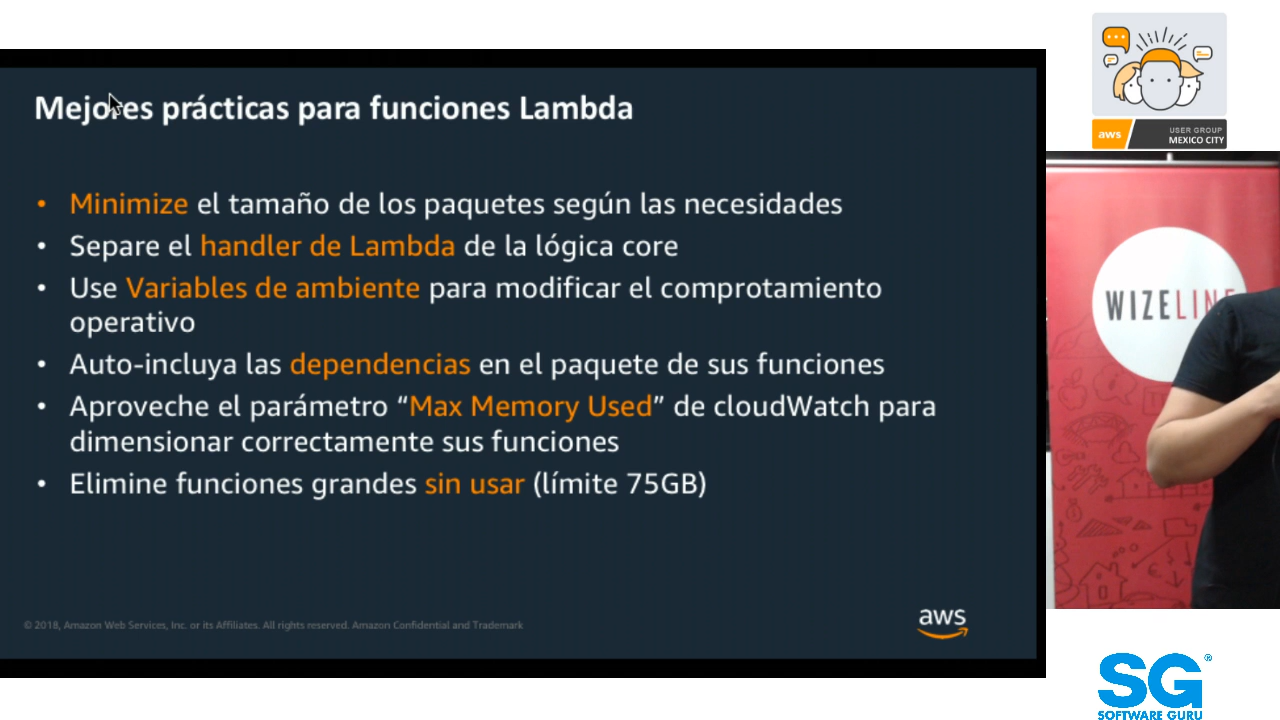 Mejores prácticas para funciones Lambda
• Minimize el tamaño de los paquetes según las necesidades
• Separe el handler de Lambda de la lógica core
• Use Variables de ambiente para modificar el comprotamiento
operativo
• Auto-incluya las dependencias en el paquete de sus funciones
• Aproveche el parámetro “Max Memory Used” de cloudWatch para
dimensionar correctamente sus funciones
• Elimine funciones grandes sin usar (límite 75GB)
© 2018, Amazon Web Services, Inc. or its Affiliates. All rights reserved. Amazon Confidential and Trademark
aws
aws
USER GROUP
MEXICO CITY
WIZELINE
SG®
SOFTWARE GURU